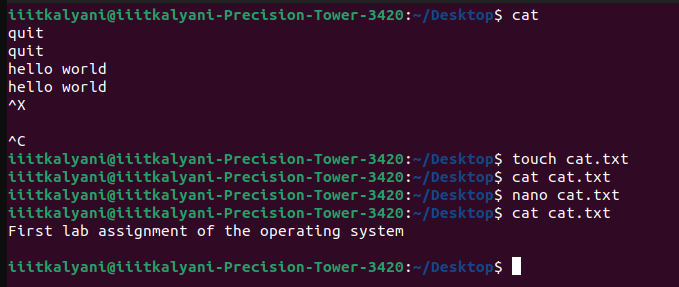 iiitkalyani@iiitkalyani-Precision-Tower-3420:~/Desktop$ cat
quit
quit
hello world
hello world
^X
^C
iiitkalyani@iiitkalyani-Precision-Tower-3420:~/Desktop$ touch cat.txt
iiitkalyani@iiitkalyani-Precision-Tower-3420:~/Desktop$ cat cat.txt
iiitkalyani@iiitkalyani-Precision-Tower-3420:~/Desktop$ nano cat.txt
iiitkalyani@iiitkalyani-Precision-Tower-3420:~/Desktop$ cat cat.txt
First lab assignment of the operating system
iiitkalyani@iiitkalyani-Precision-Tower-3420:~/Desktop$